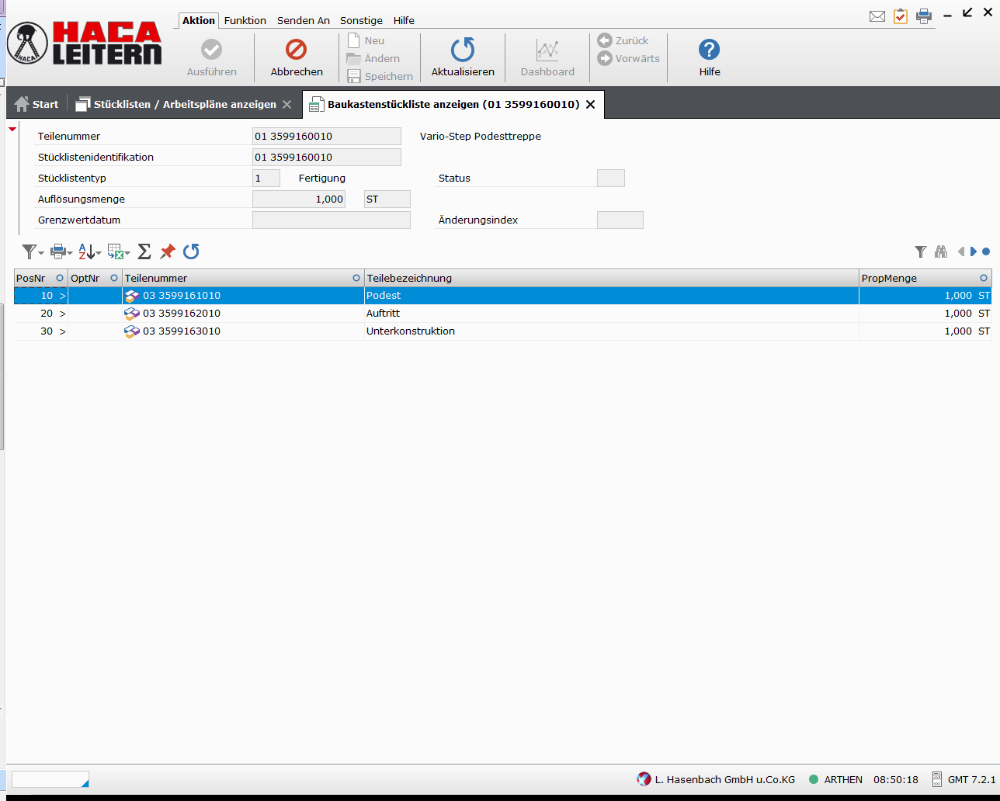 Aktion Funktion Senden An Sonstige Hilfe
HACA
HACA
LEITERN
Ausführen
Abbrechen
Neu
Ändern
Speichern
Aktualisieren
Dashboard
Zurück
Vorwärts
Hilfe
Start Stücklisten / Arbeitspläne anzeigen Baukastenstückliste anzeigen (01 3599160010)
Teilenummer 01 3599160010 Vario-Step Podesttreppe
Stücklistenidentifikation 01 3599160010
Stücklistentyp 1 Fertigung Status
Auflösungsmenge 1,000 ST
Grenzwertdatum Änderungsindex
PosNr OptNr Teilenummer Teilebezeichnung PropMenge
10 > 03 3599161010 Podest 1,000 ST
20 > 03 3599162010 Auftritt 1,000 ST
30 > 03 3599163010 Unterkonstruktion 1,000 ST
L. Hasenbach GmbH u.Co.KG ARTHEN 08:50:18 GMT 7.2.1